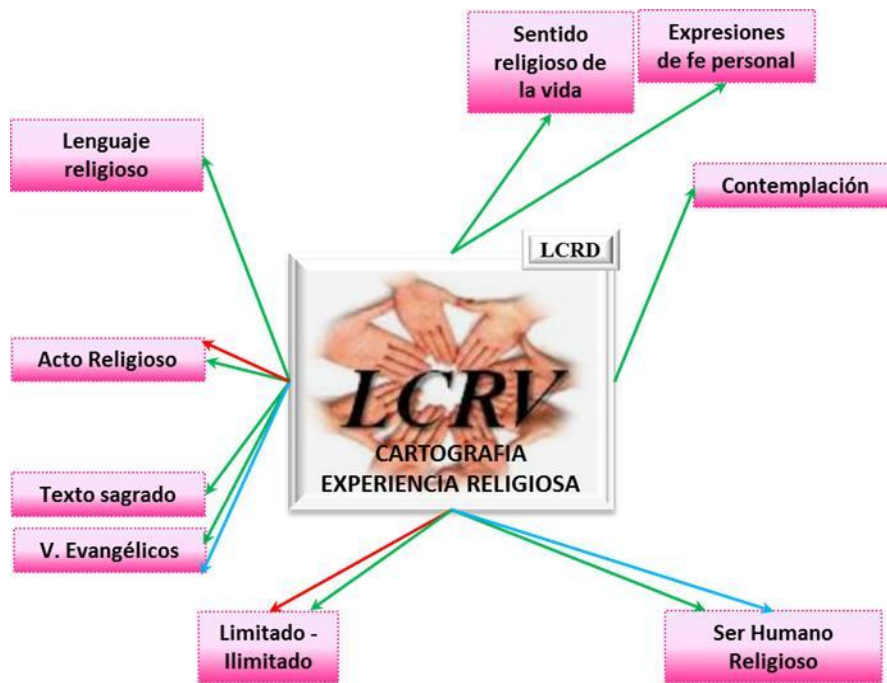 Sentido
religioso de
la vida
Expresiones
de fe personal
Lenguaje
religioso
Contemplación
LCRD
Acto Religioso
LCRV
CARTOGRAFIA
EXPERIENCIA RELIGIOSA
Texto sagrado
V. Evangélicos
Limitado -
Ilimitado
Ser Humano
Religioso